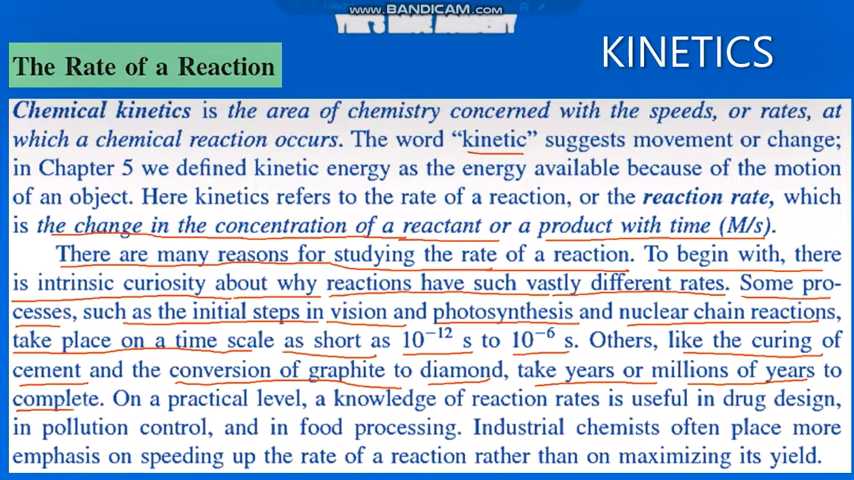 WWW.BANDICAM.COM
KINETICS
The Rate of a Reaction
Chemical kinetics is the area of chemistry concerned with the speeds, or rates, at
which a chemical reaction occurs. The word “kinetic” suggests movement or change;
in Chapter 5 we defined kinetic energy as the energy available because of the motion
of an object. Here kinetics refers to the rate of a reaction, or the reaction rate, which
is the change in the concentration of a reactant or a product with time (M/s).
There are many reasons for studying the rate of a reaction. To begin with, there
is intrinsic curiosity about why reactions have such vastly different rates. Some pro-
cesses, such as the initial steps in vision and photosynthesis and nuclear chain reactions,
take place on a time scale as short as 10⁻¹² s to 10⁻⁶ s. Others, like the curing of
cement and the conversion of graphite to diamond, take years or millions of years to
complete. On a practical level, a knowledge of reaction rates is useful in drug design,
in pollution control, and in food processing. Industrial chemists often place more
emphasis on speeding up the rate of a reaction rather than on maximizing its yield.